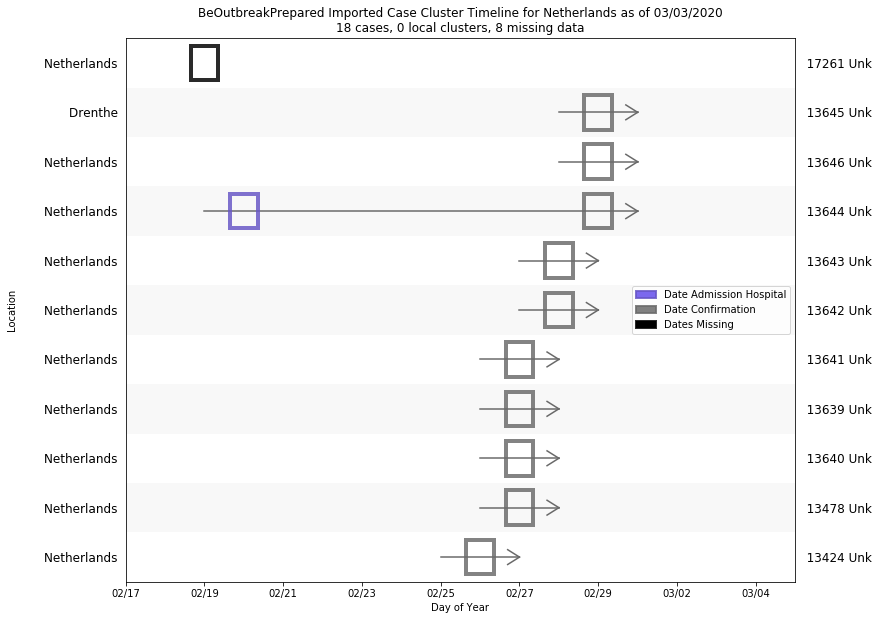 BeOutbreakPrepared Imported Case Cluster Timeline for Netherlands as of 03/03/2020
18 cases, 0 local clusters, 8 missing data
Netherlands 17261 Unk
Drenthe 13645 Unk
Netherlands 13646 Unk
Netherlands 13644 Unk
Netherlands 13643 Unk
Netherlands 13642 Unk
Netherlands 13641 Unk
Netherlands 13639 Unk
Netherlands 13640 Unk
Netherlands 13478 Unk
Netherlands 13424 Unk
Location
Date Admission Hospital
Date Confirmation
Dates Missing
02/17 02/19 02/21 02/23 02/25 02/27 02/29 03/02 03/04
Day of Year